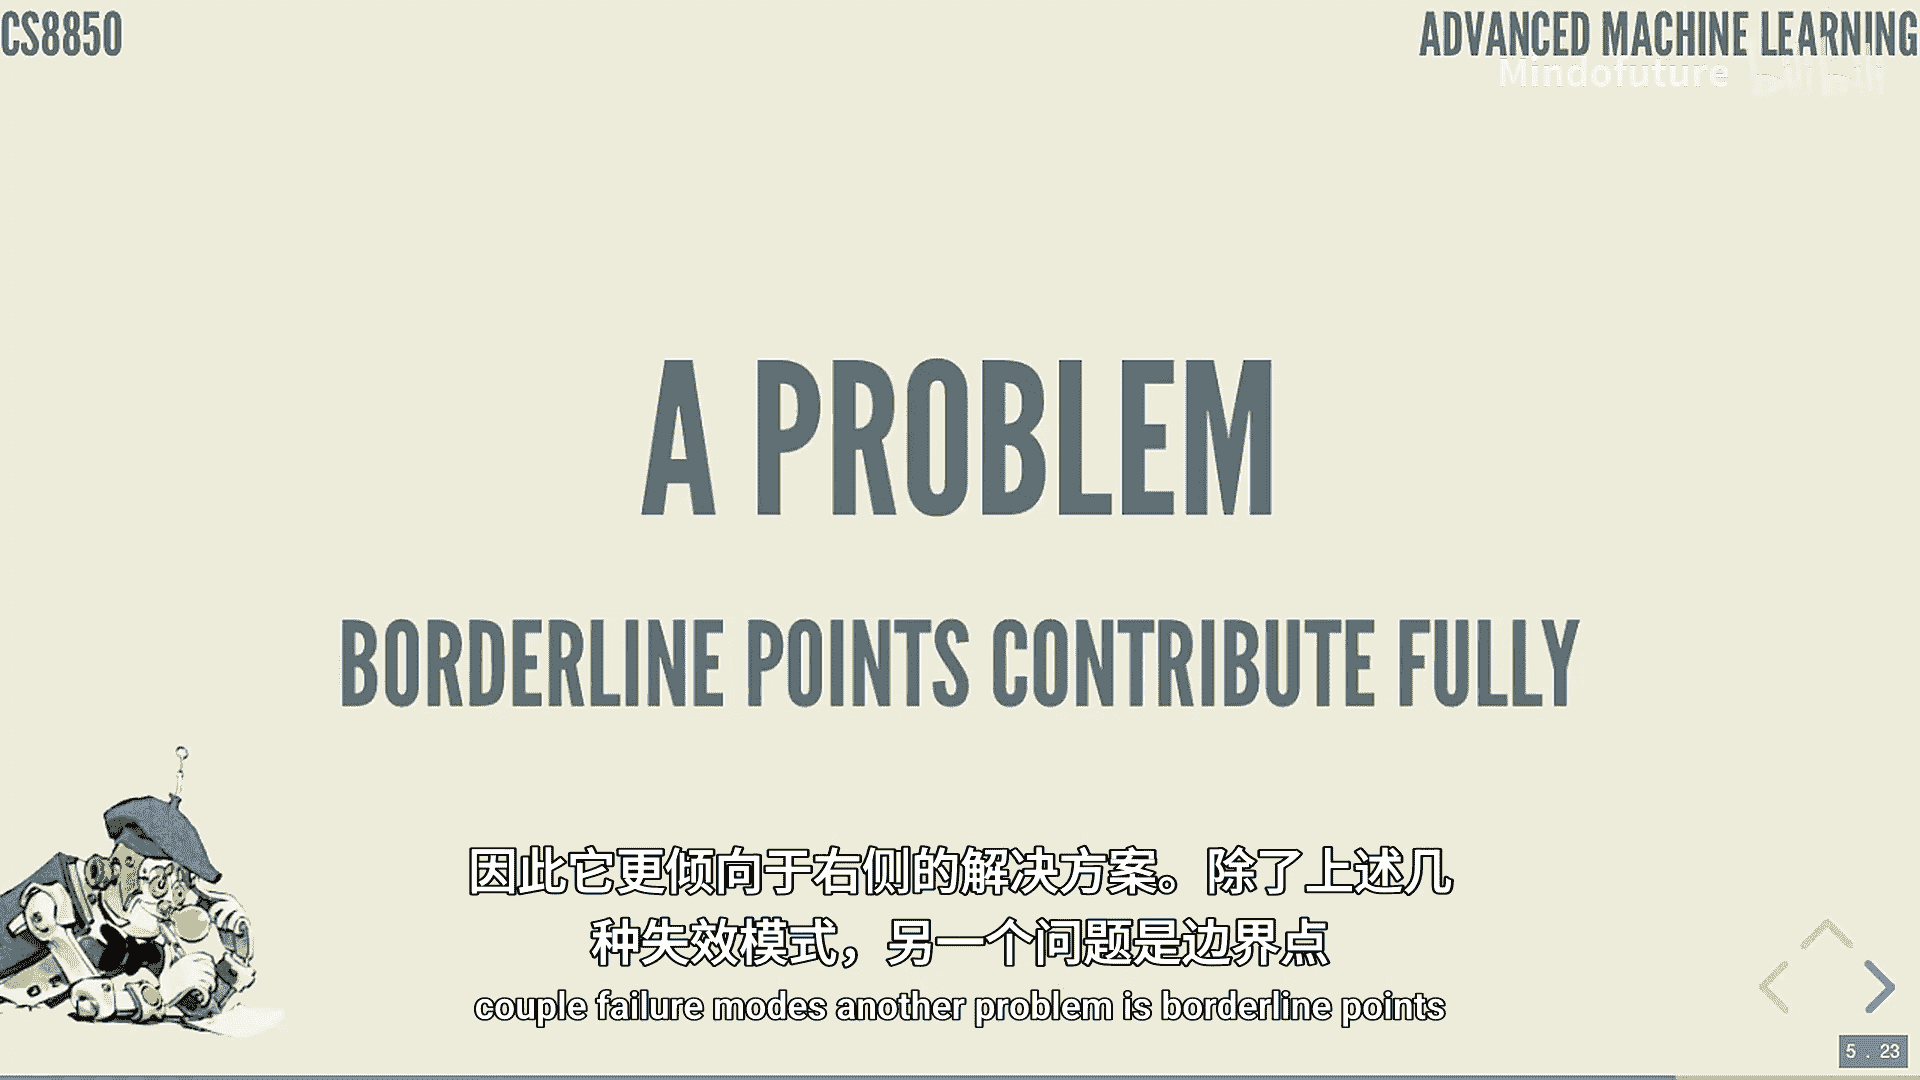 CS8850
ADVANCED MACHINE LEARNING
Mindofuture bilibili
A PROBLEM
BORDERLINE POINTS CONTRIBUTE FULLY
因此它更倾向于右侧的解决方案。除了上述几
种失效模式，另一个问题是边界点
couple failure modes another problem is borderline points
5 . 23